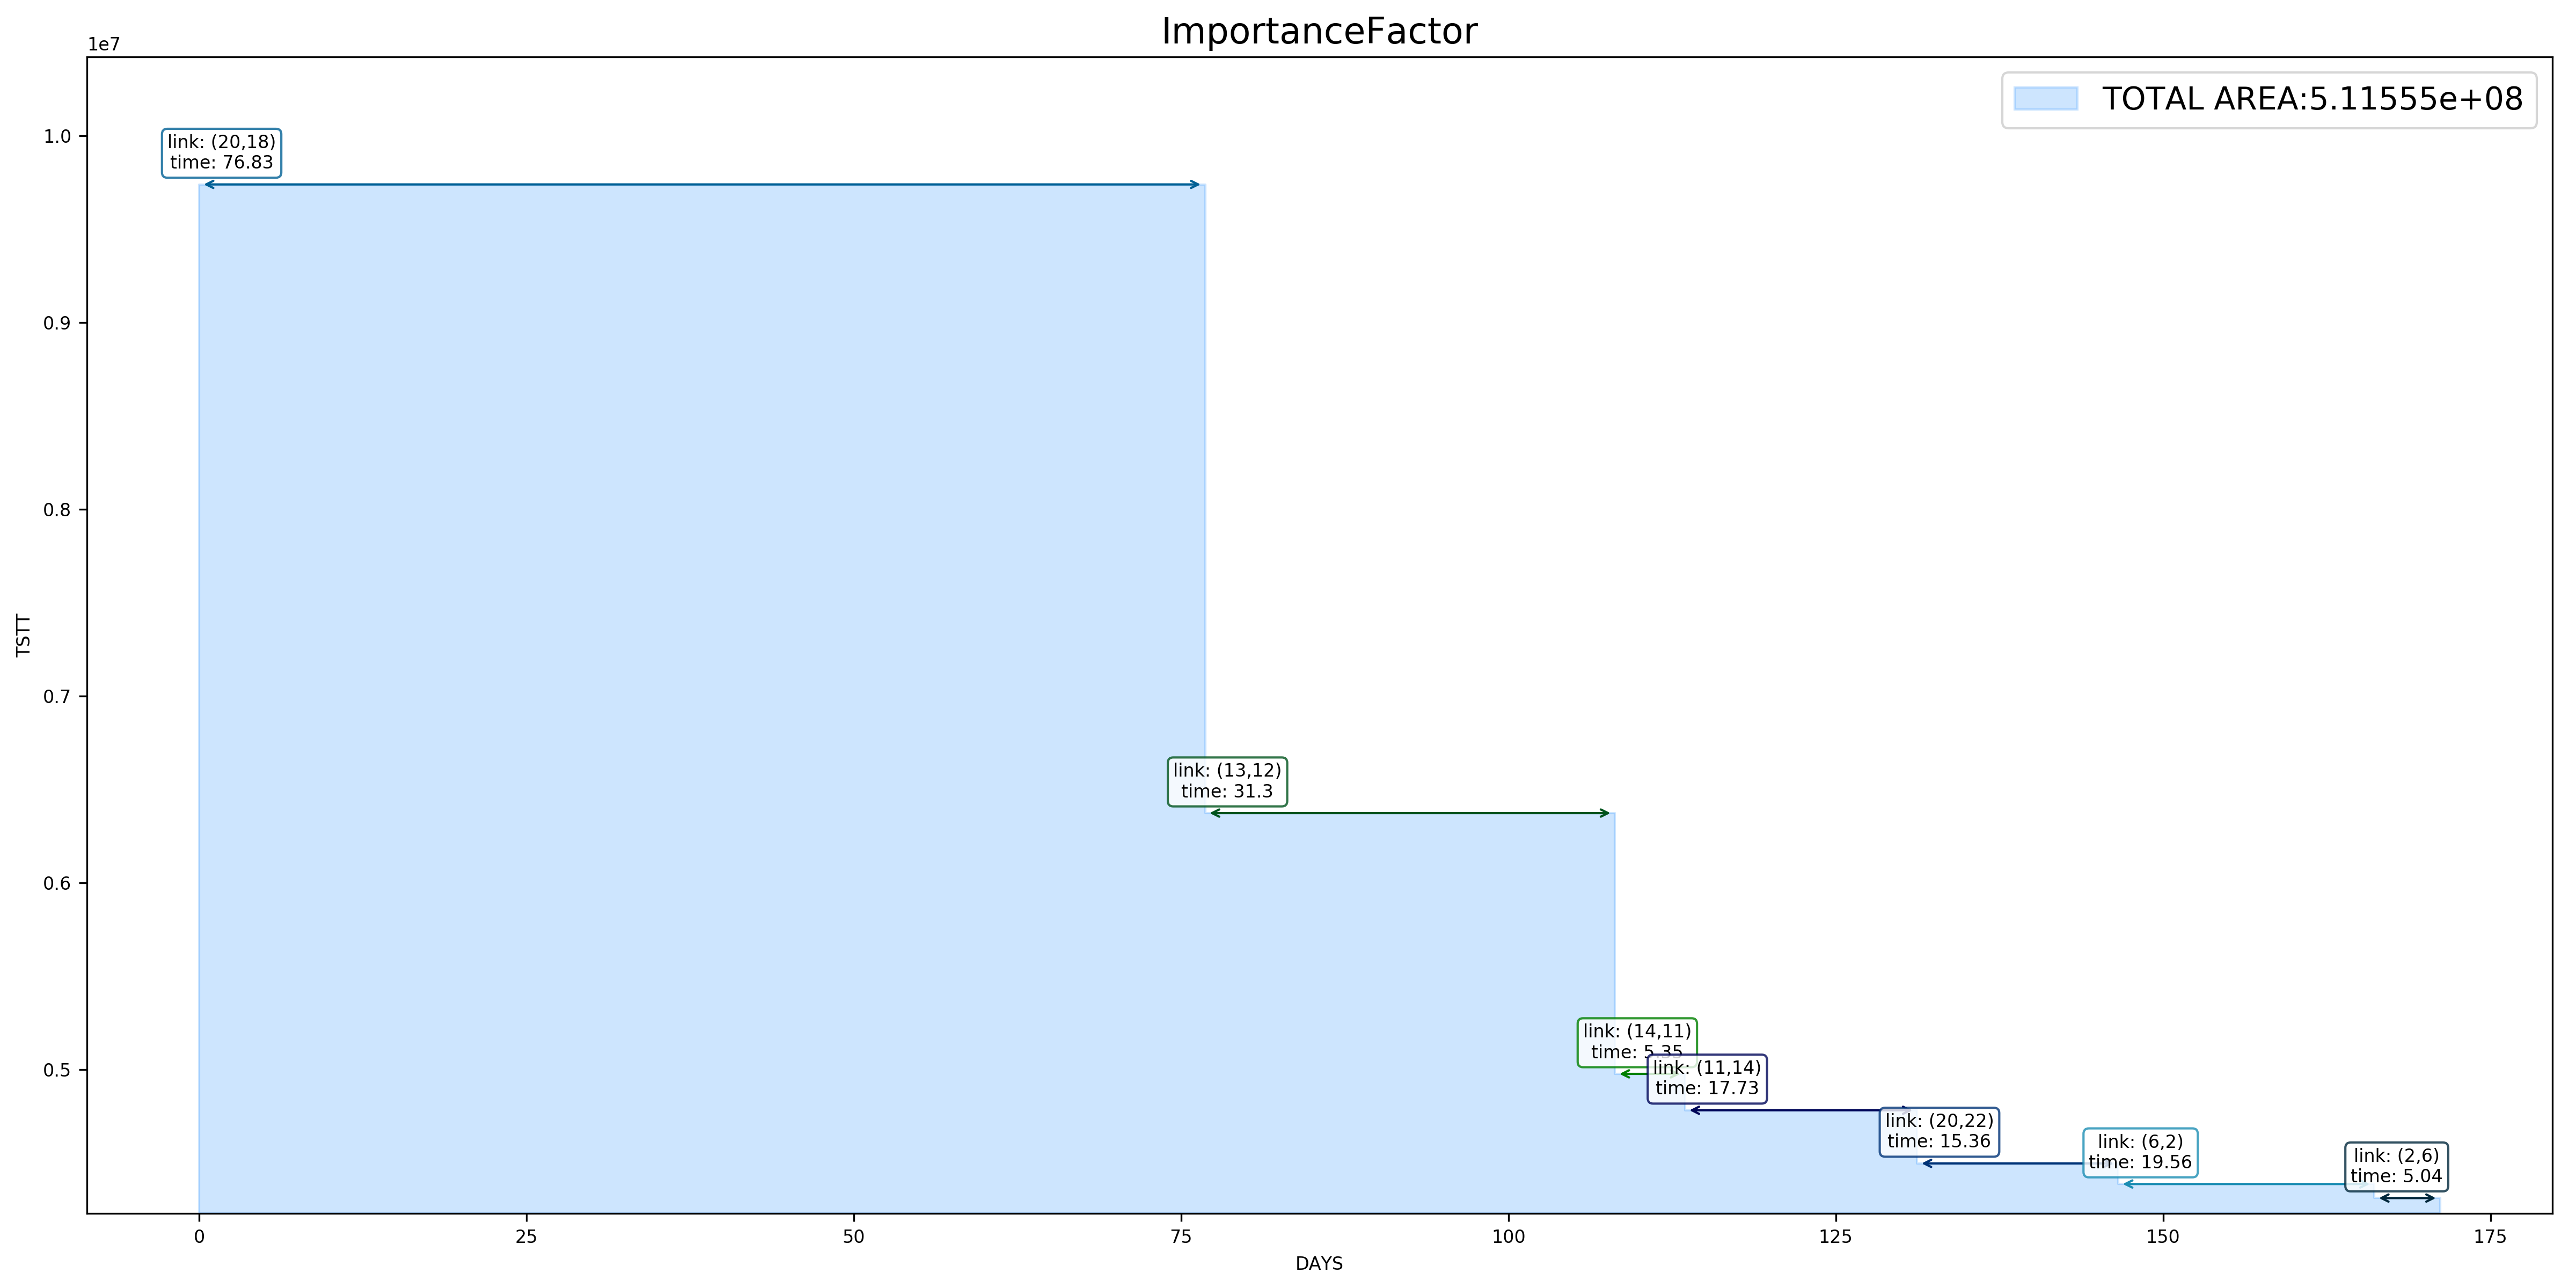 ImportanceFactor
1e7
TOTAL AREA:5.11555e+08
1.0
0.9
0.8
0.7
0.6
0.5
TSTT
link: (20,18)
time: 76.83
link: (13,12)
time: 31.3
link: (14,11)
time: 5.35
link: (11,14)
time: 17.73
link: (20,22)
time: 15.36
link: (6,2)
time: 19.56
link: (2,6)
time: 5.04
0 25 50 75 100 125 150 175
DAYS